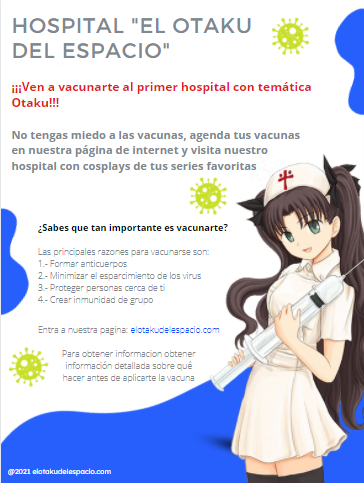 HOSPITAL "EL OTAKU
DEL ESPACIO"
¡¡¡Ven a vacunarte al primer hospital con temática
Otaku!!!
No tengas miedo a las vacunas, agenda tus vacunas
en nuestra página de internet y visita nuestro
hospital con cosplays de tus series favoritas
¿Sabes que tan importante es vacunarte?
Las principales razones para vacunarse son:
1.- Formar anticuerpos
2.- Minimizar el esparcimiento de los virus
3.- Proteger personas cerca de ti
4.- Crear inmunidad de grupo
Entra a nuestra pagina: elotakudelespacio.com
Para obtener informacion obtener
información detallada sobre qué
hacer antes de aplicarte la vacuna
@2021 elotakudelespacio.com